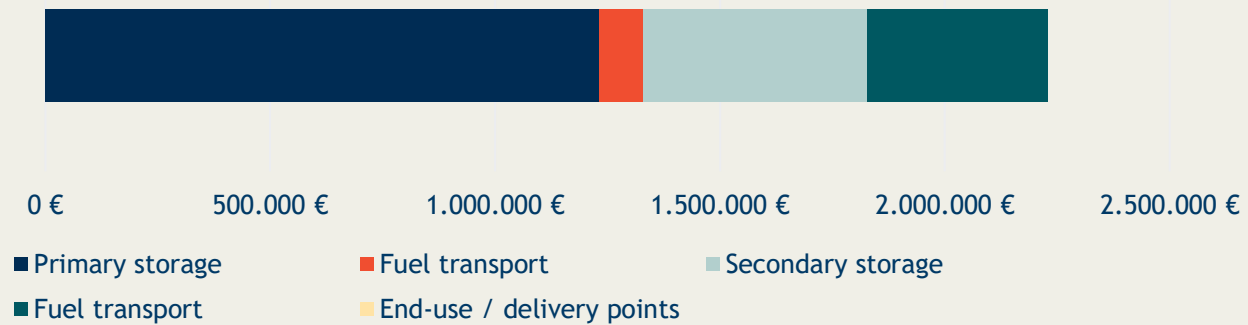 0 € 500.000 € 1.000.000 € 1.500.000 € 2.000.000 € 2.500.000 €
Primary storage Fuel transport Secondary storage
Fuel transport End-use / delivery points